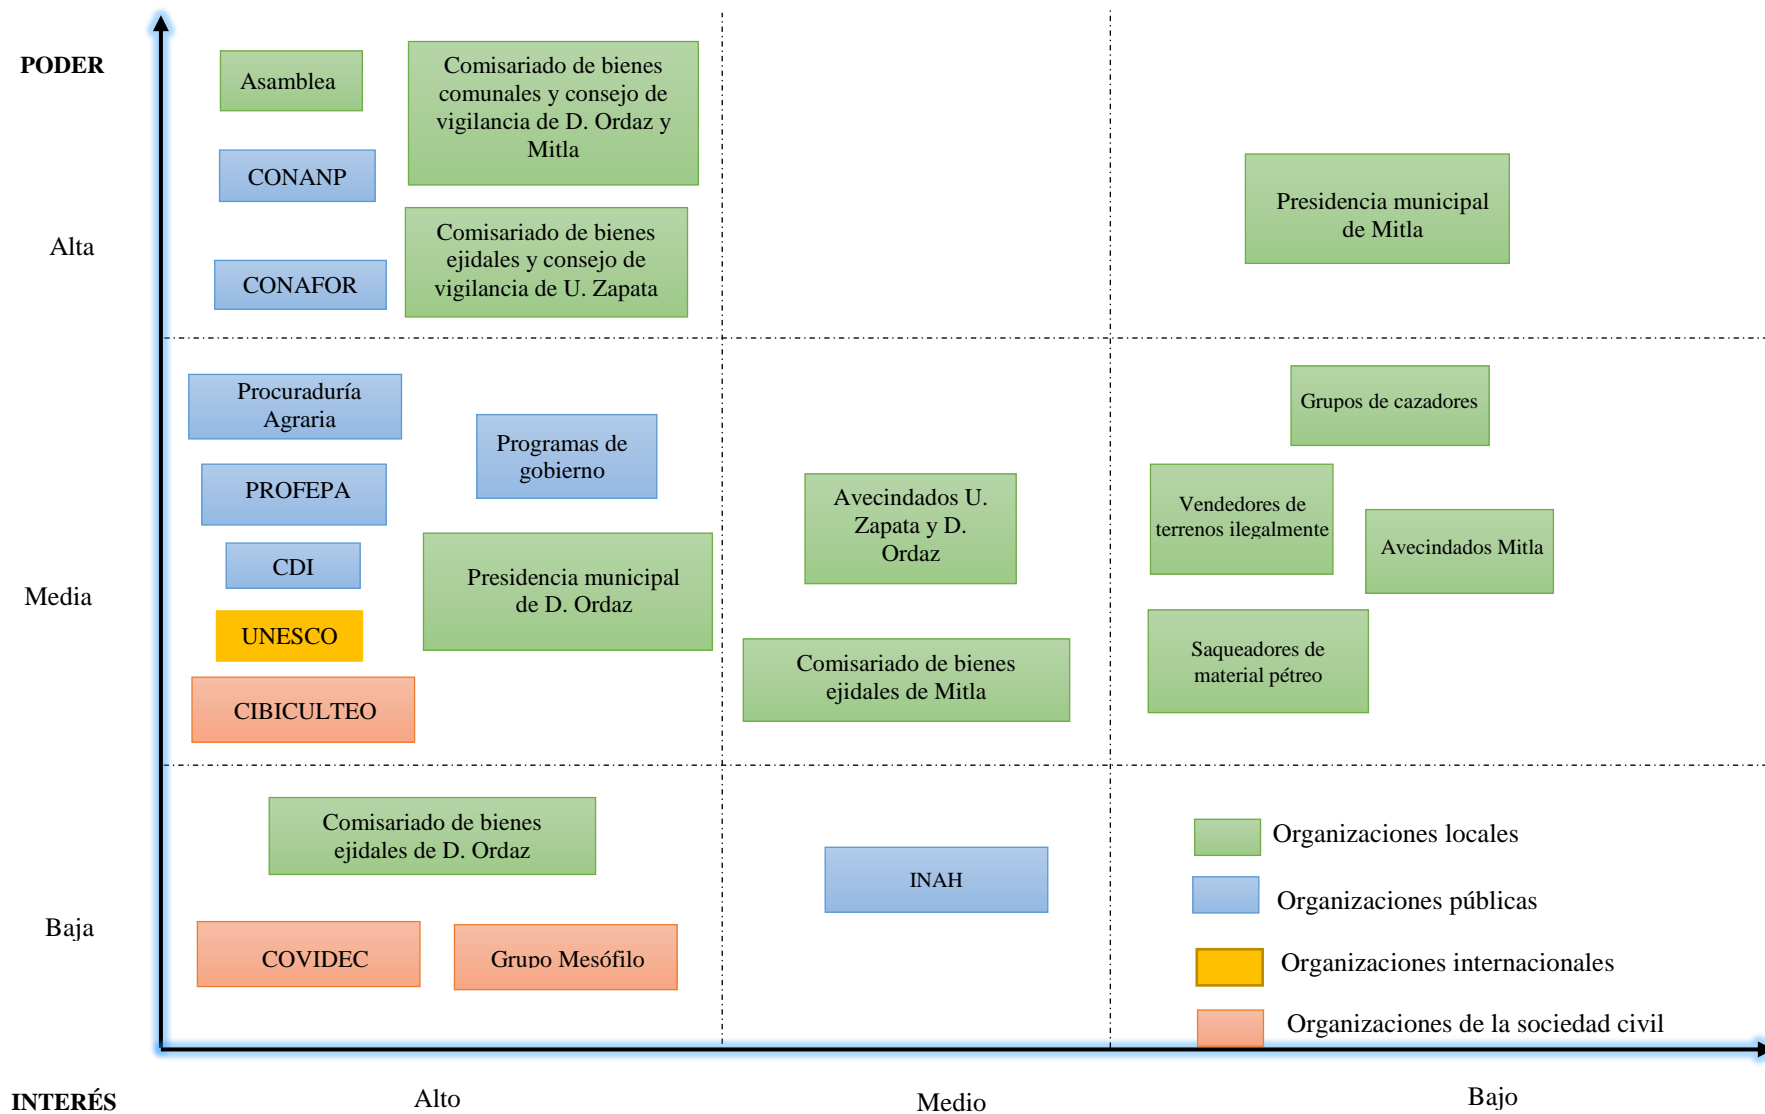 PODER
Asamblea
Comisariado de bienes
comunales y consejo de
vigilancia de D. Ordaz y
Mitla
CONANP
Presidencia municipal
de Mitla
Alta
Comisariado de bienes
ejidales y consejo de
vigilancia de U. Zapata
CONAFOR
Procuraduría
Agraria
Programas de
gobierno
Grupos de cazadores
PROFEPA
Avecindados U.
Zapata y D.
Ordaz
Vendedores de
terrenos ilegalmente
Avecindados Mitla
CDI
Presidencia municipal
de D. Ordaz
Media
UNESCO
Comisariado de bienes
ejidales de Mitla
Saqueadores de
material pétreo
CIBICULTEO
Comisariado de bienes
ejidales de D. Ordaz
Organizaciones locales
INAH
Organizaciones públicas
Baja
COVIDEC
Grupo Mesófilo
Organizaciones internacionales
Organizaciones de la sociedad civil
INTERÉS
Alto
Medio
Bajo